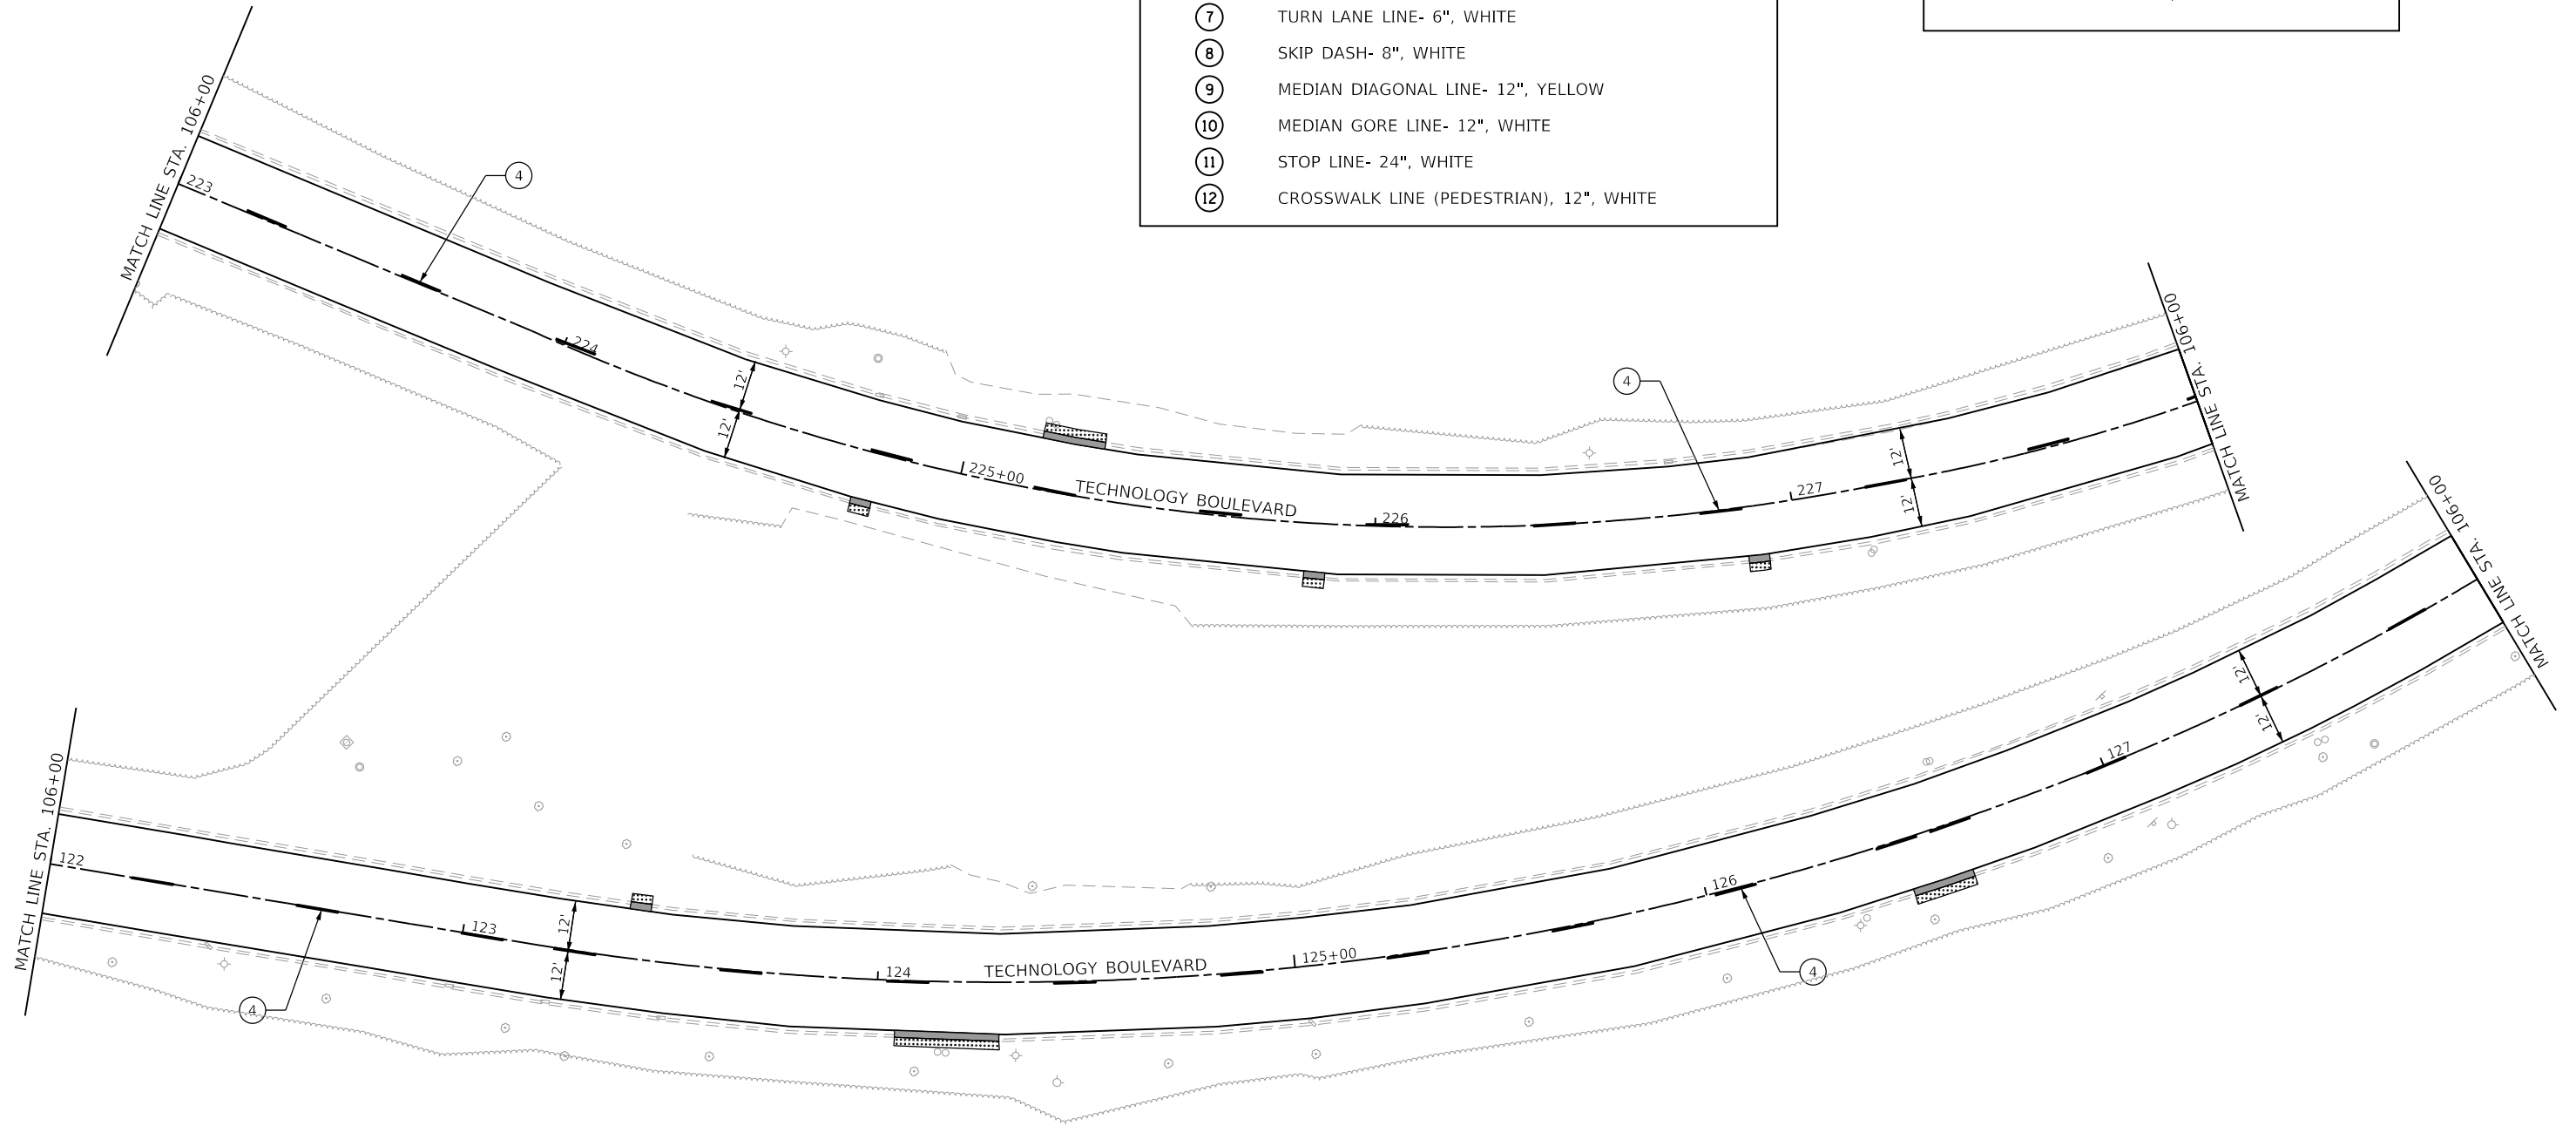 7 TURN LANE LINE- 6", WHITE
8 SKIP DASH- 8", WHITE
9 MEDIAN DIAGONAL LINE- 12", YELLOW
10 MEDIAN GORE LINE- 12", WHITE
11 STOP LINE- 24", WHITE
12 CROSSWALK LINE (PEDESTRIAN), 12", WHITE
MATCH LINE STA. 106+00
223
4
224
12'
12'
225+00
TECHNOLOGY BOULEVARD
226
4
227
12'
12'
MATCH LINE STA. 106+00
MATCH LINE STA. 106+00
122
4
123
12'
12'
124
TECHNOLOGY BOULEVARD
125+00
126
4
127
12'
12'
MATCH LINE STA. 106+00